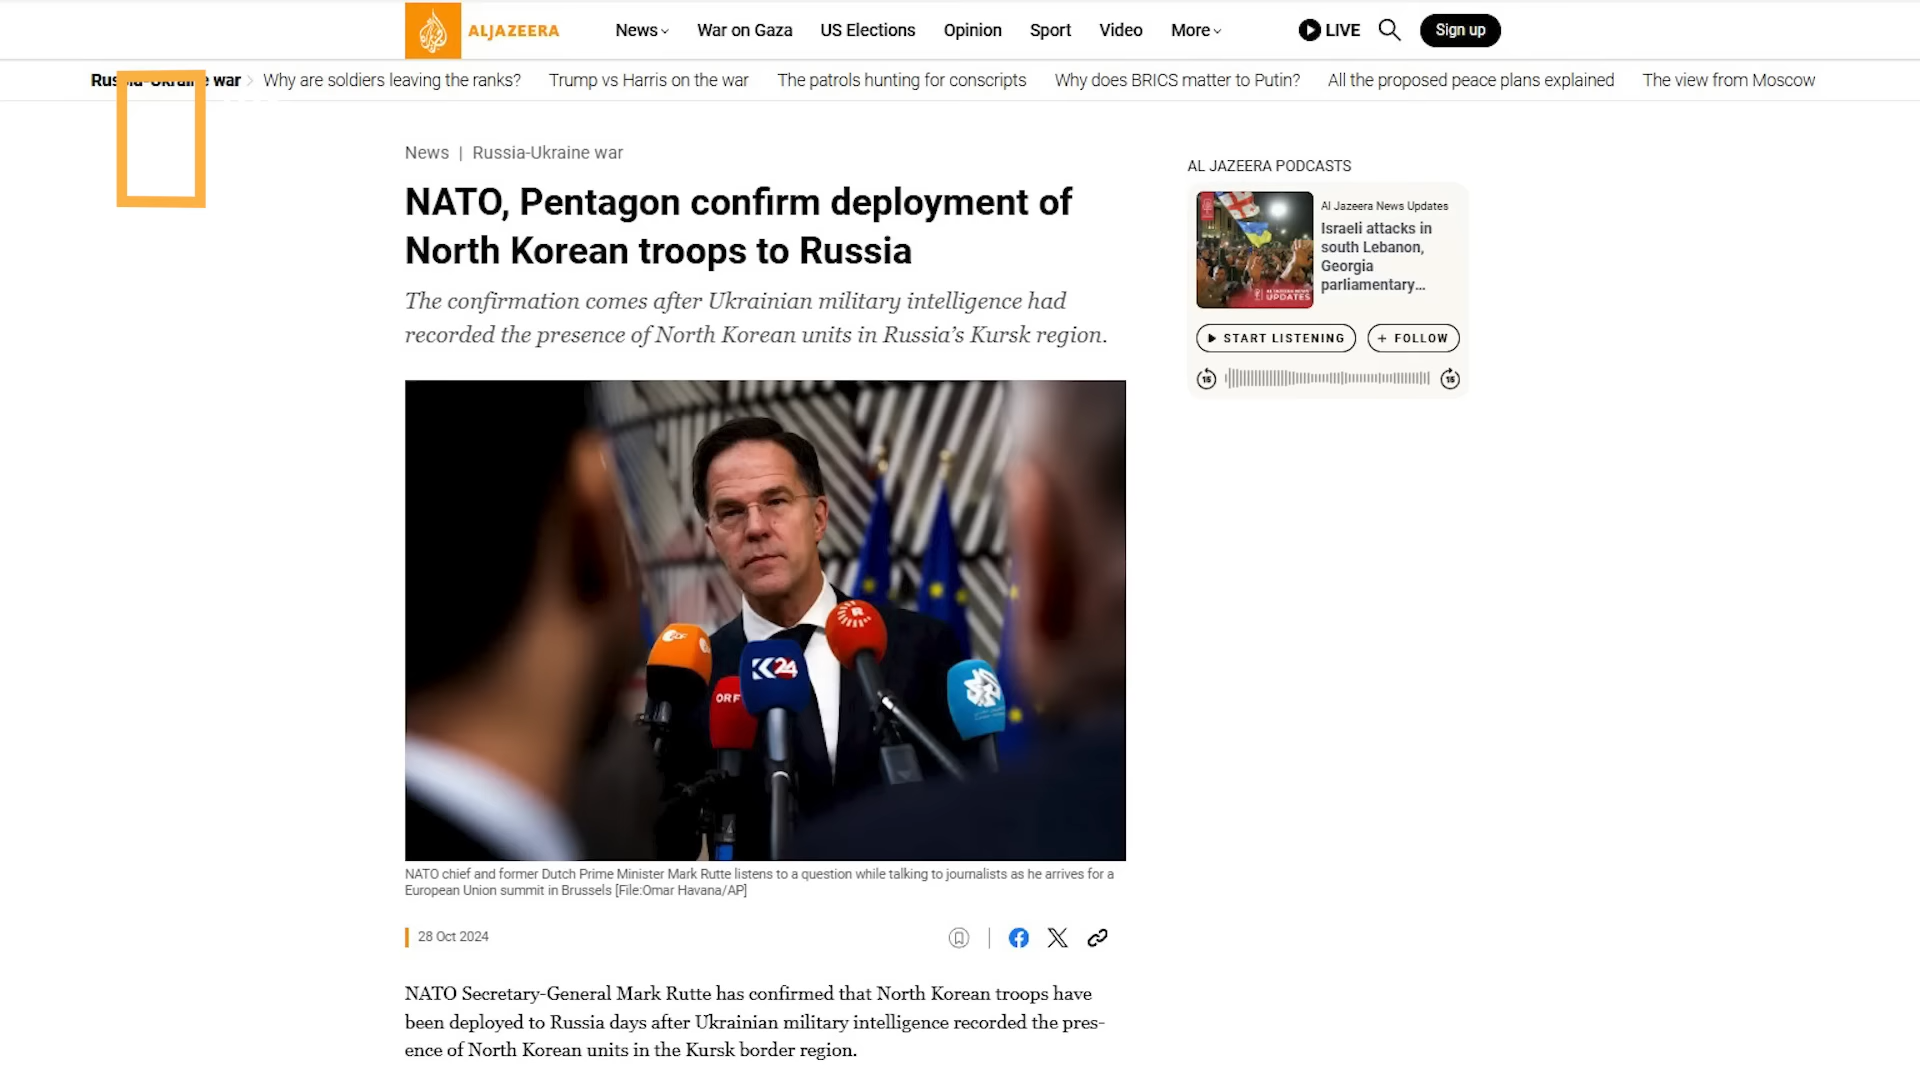 ALJAZEERA
News War on Gaza US Elections Opinion Sport Video More LIVE Sign up
Russia-Ukraine war Why are soldiers leaving the ranks? Trump vs Harris on the war The patrols hunting for conscripts Why does BRICS matter to Putin? All the proposed peace plans explained The view from Moscow
News | Russia-Ukraine war
NATO, Pentagon confirm deployment of
North Korean troops to Russia
The confirmation comes after Ukrainian military intelligence had
recorded the presence of North Korean units in Russia’s Kursk region.
AL JAZEERA PODCASTS
Al Jazeera News Updates
Israeli attacks in
south Lebanon,
Georgia
parliamentary...
UPDATES
START LISTENING + FOLLOW
15 15
ZDF
K24
R
ORF
NATO chief and former Dutch Prime Minister Mark Rutte listens to a question while talking to journalists as he arrives for a
European Union summit in Brussels [File:Omar Havana/AP]
28 Oct 2024
NATO Secretary-General Mark Rutte has confirmed that North Korean troops have
been deployed to Russia days after Ukrainian military intelligence recorded the pres-
ence of North Korean units in the Kursk border region.